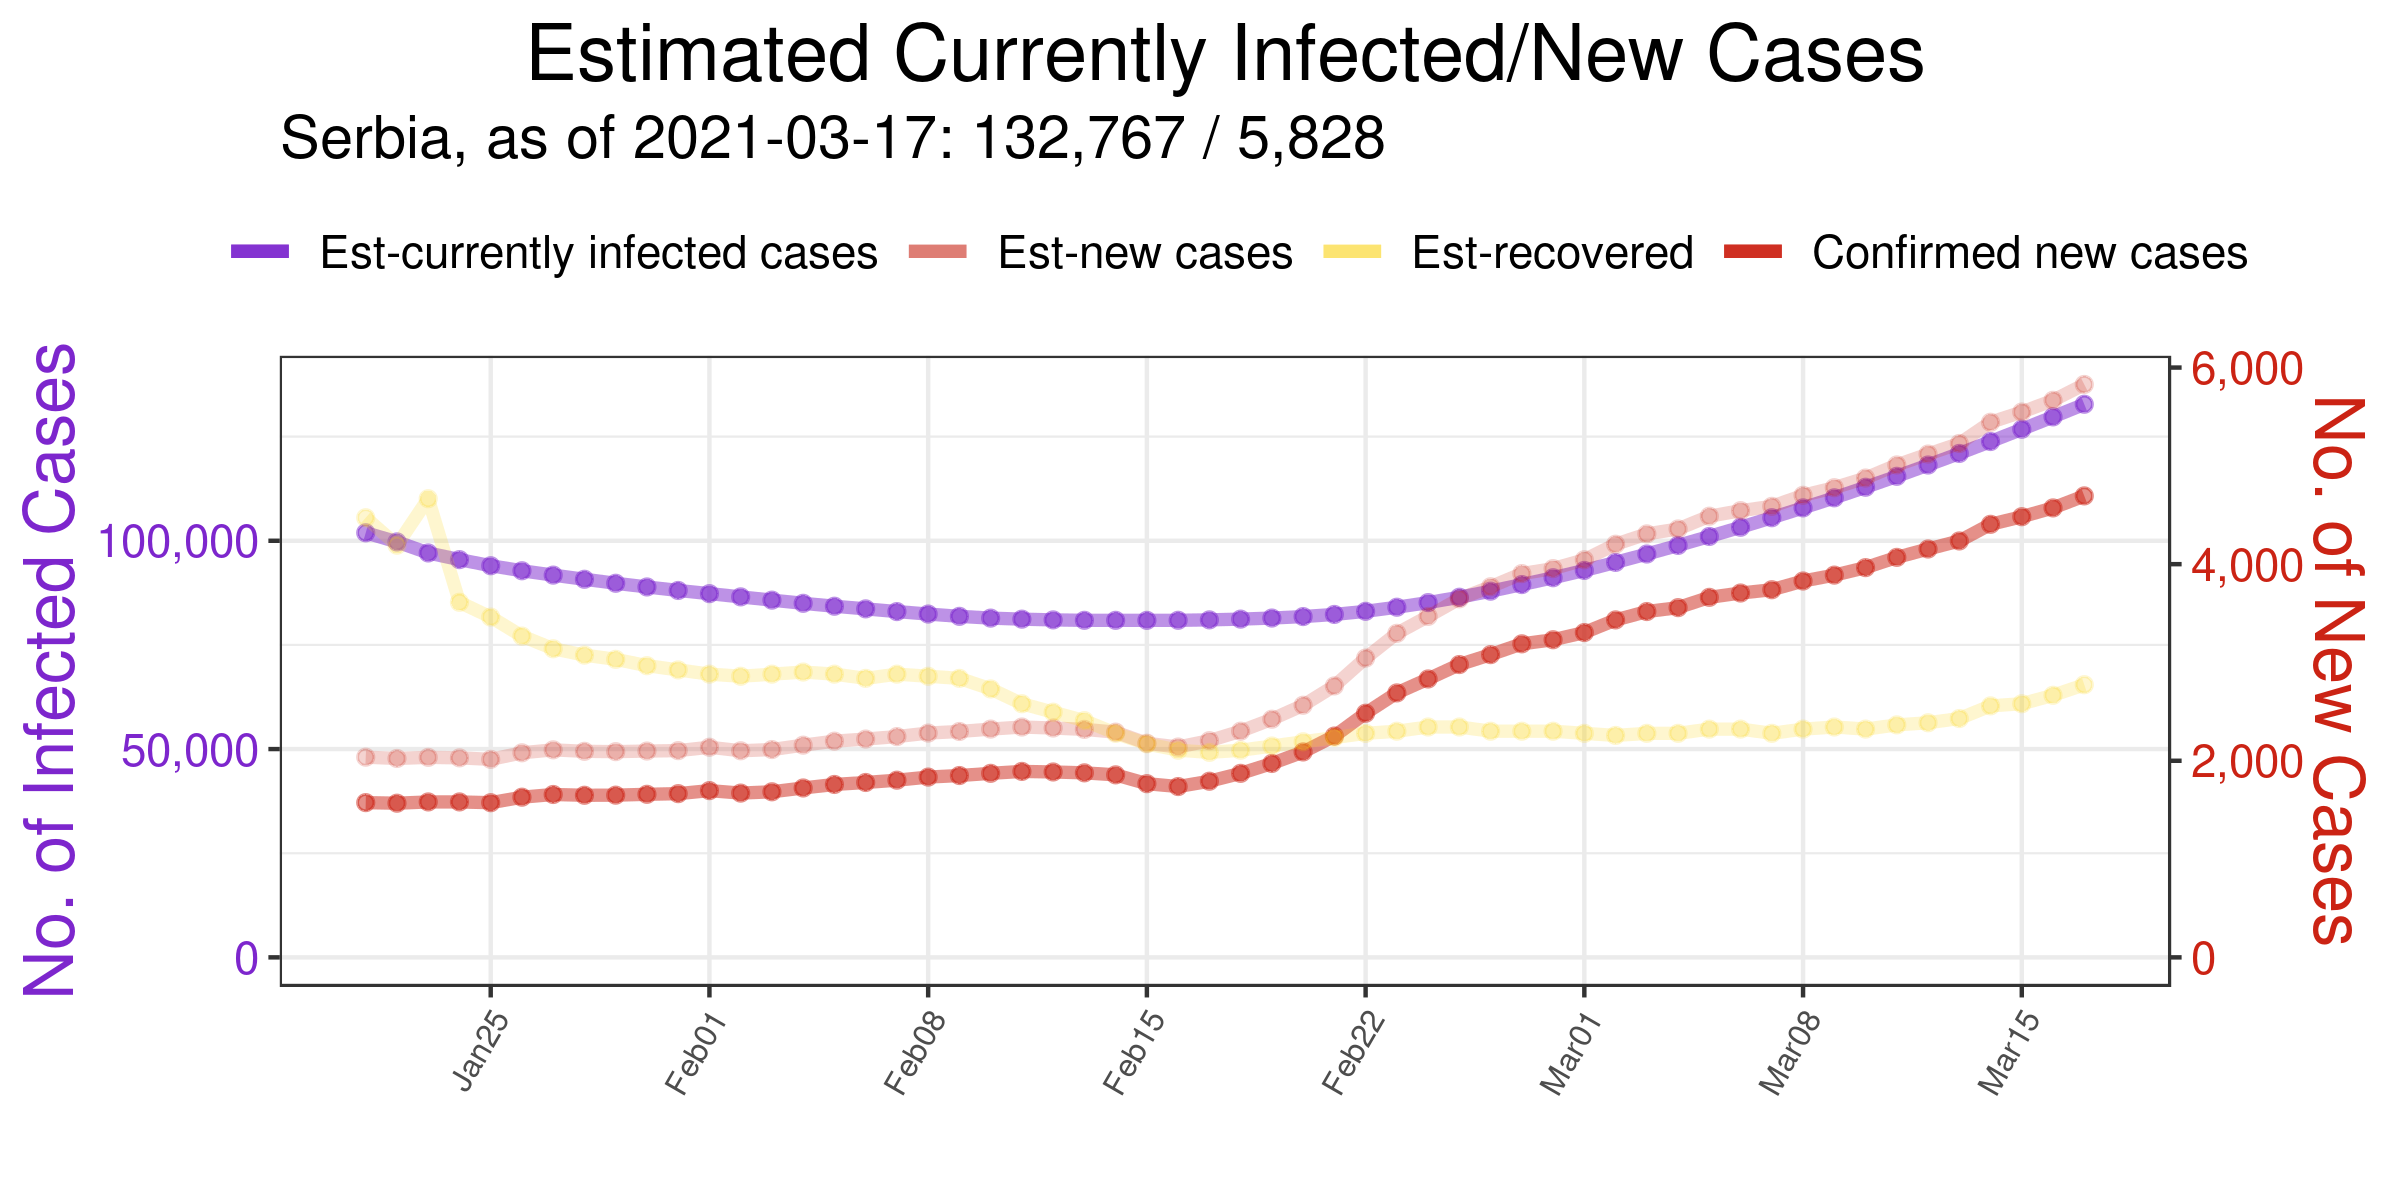 Estimated Currently Infected/New Cases
Serbia, as of 2021-03-17: 132,767 / 5,828
Est-currently infected cases Est-new cases Est-recovered Confirmed new cases
No. of Infected Cases
100,000
50,000
0
6,000
4,000
2,000
0
No. of New Cases
Jan25 Feb01 Feb08 Feb15 Feb22 Mar01 Mar08 Mar15